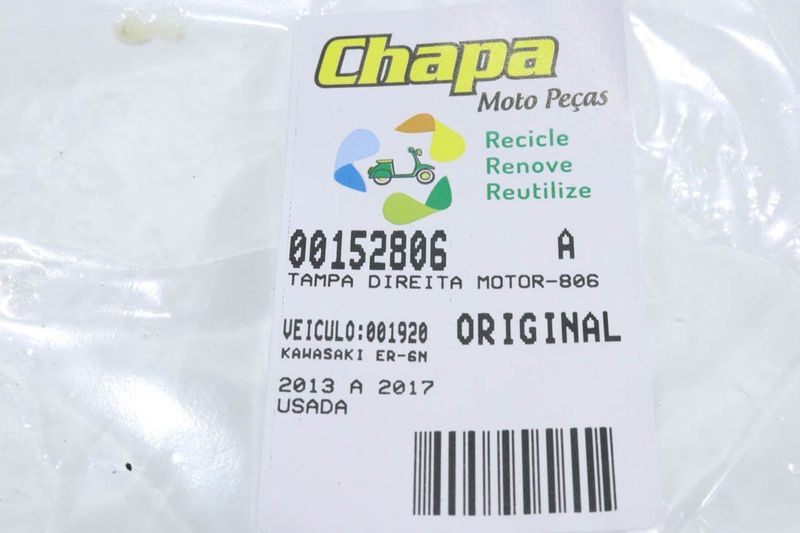 Chapa
Moto Peças
Recicle
Renove
Reutilize
00152806 A
TAMPA DIREITA MOTOR-806
VEICULO:001920 ORIGINAL
KAWASAKI ER-6N
2013 A 2017
USADA